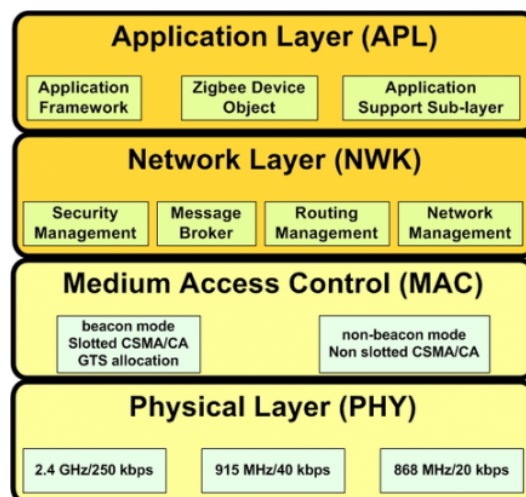 Application Layer (APL)
Application
Framework
Zigbee Device
Object
Application
Support Sub-layer
Network Layer (NWK)
Security
Management
Message
Broker
Routing
Management
Network
Management
Medium Access Control (MAC)
beacon mode
Slotted CSMA/CA
GTS allocation
non-beacon mode
Non slotted CSMA/CA
Physical Layer (PHY)
2.4 GHz/250 kbps
915 MHz/40 kbps
868 MHz/20 kbps